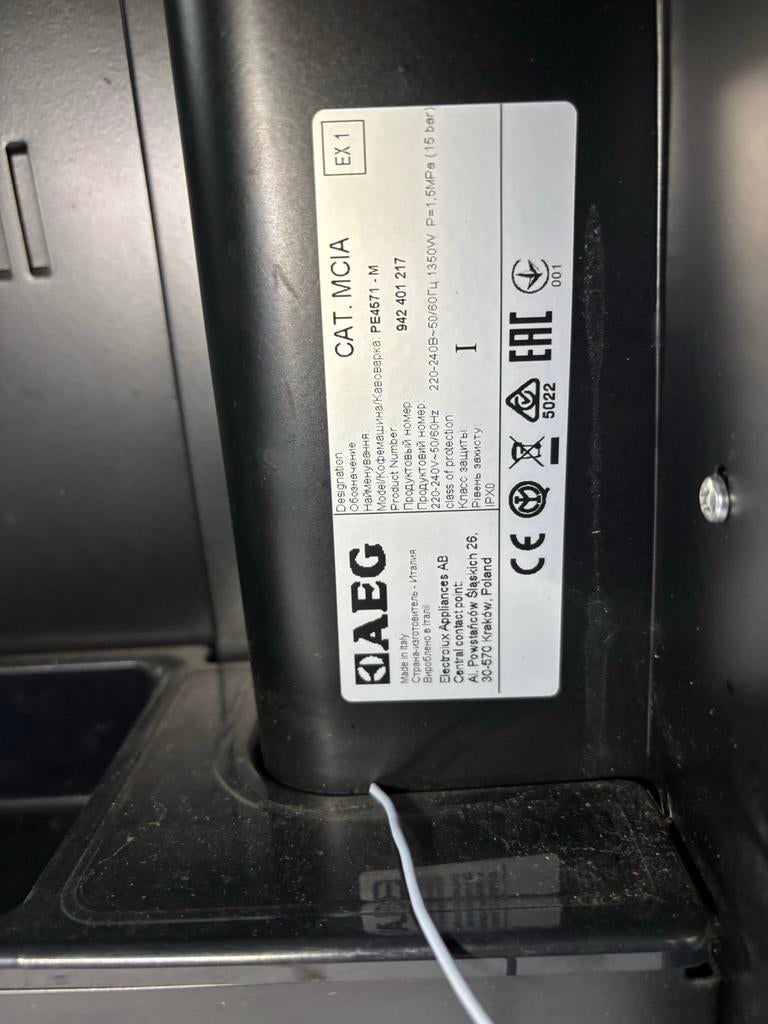 AEG
Made in Italy
Страна-изготовитель - Италия
Вироблено в Італії
Electrolux Appliances AB
Central contact point:
Al. Powstańców Śląskich 26,
30-570 Kraków, Poland
EX 1
Designation: CAT. MCIA
Обозначение:
Найменування:
Model/Кофемашина/Кавоварка: PE4571 - M
Product Number: 942 401 217
Продуктовый номер:
Продуктовий номер:
220-240V~50/60Hz 220-240В~50/60Гц 1350W P=1,5MPa (15 bar)
class of protection:
Класс защиты: I
Рівень захисту:
IPX0
CE
5022
EAC
001